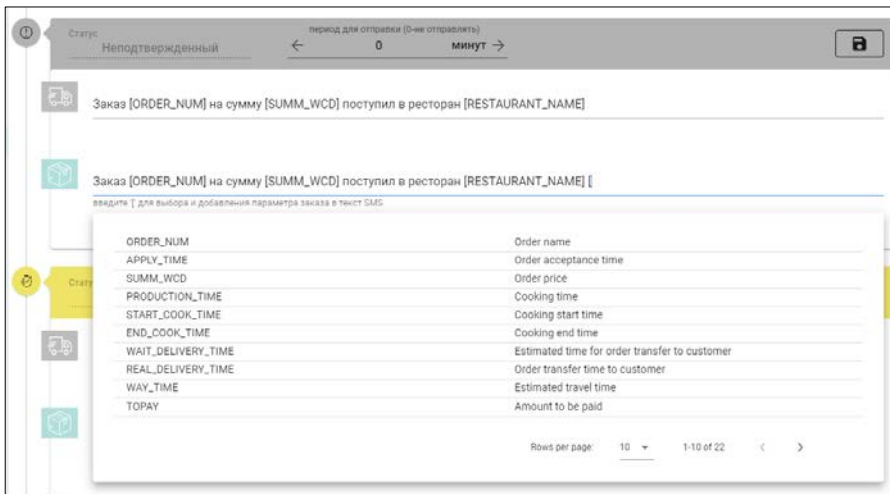 Статус
период для отправки (0-не отправлять)
Неподтвержденный
0 минут
Заказ [ORDER_NUM] на сумму [SUMM_WCD] поступил в ресторан [RESTAURANT_NAME]
Заказ [ORDER_NUM] на сумму [SUMM_WCD] поступил в ресторан [RESTAURANT_NAME] [
введите '[' для выбора и добавления параметра заказа в текст SMS
ORDER_NUM Order name
APPLY_TIME Order acceptance time
Стату
SUMM_WCD Order price
PRODUCTION_TIME Cooking time
START_COOK_TIME Cooking start time
END_COOK_TIME Cooking end time
WAIT_DELIVERY_TIME Estimated time for order transfer to customer
REAL_DELIVERY_TIME Order transfer time to customer
WAY_TIME Estimated travel time
TOPAY Amount to be paid
Rows per page: 10 1-10 of 22